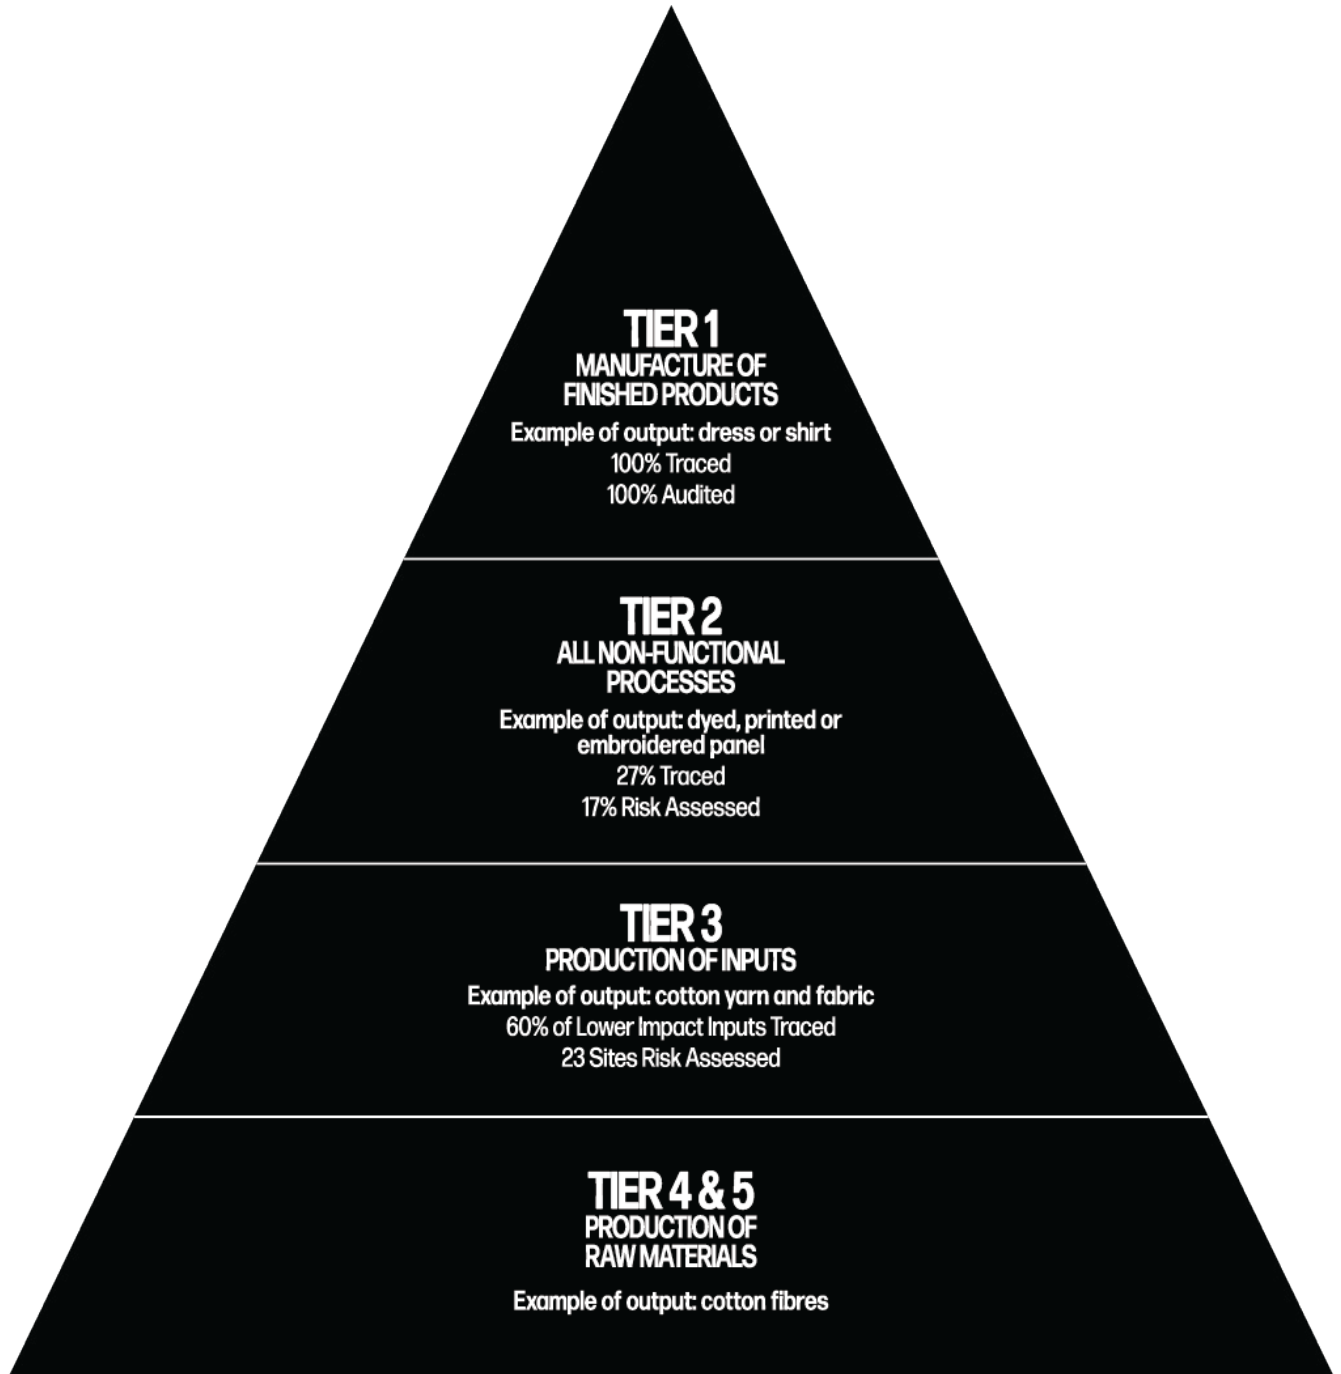 TIER 1
MANUFACTURE OF
FINISHED PRODUCTS
Example of output: dress or shirt
100% Traced
100% Audited
TIER 2
ALL NON-FUNCTIONAL
PROCESSES
Example of output: dyed, printed or
embroidered panel
27% Traced
17% Risk Assessed
TIER 3
PRODUCTION OF INPUTS
Example of output: cotton yarn and fabric
60% of Lower Impact Inputs Traced
23 Sites Risk Assessed
TIER 4 & 5
PRODUCTION OF
RAW MATERIALS
Example of output: cotton fibres